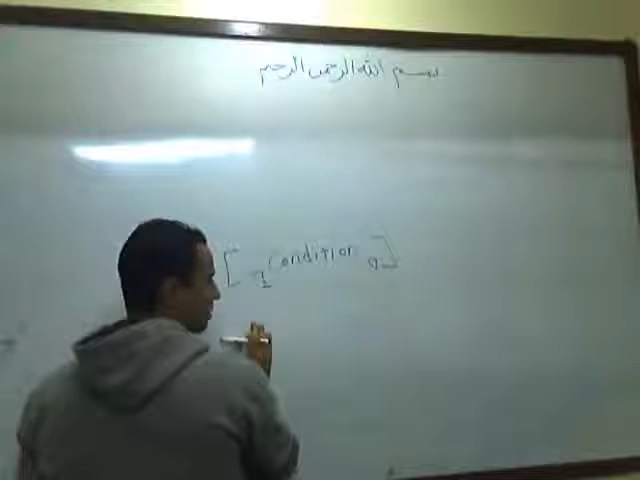 بسم الله الرحمن الرحيم
[ condition ]